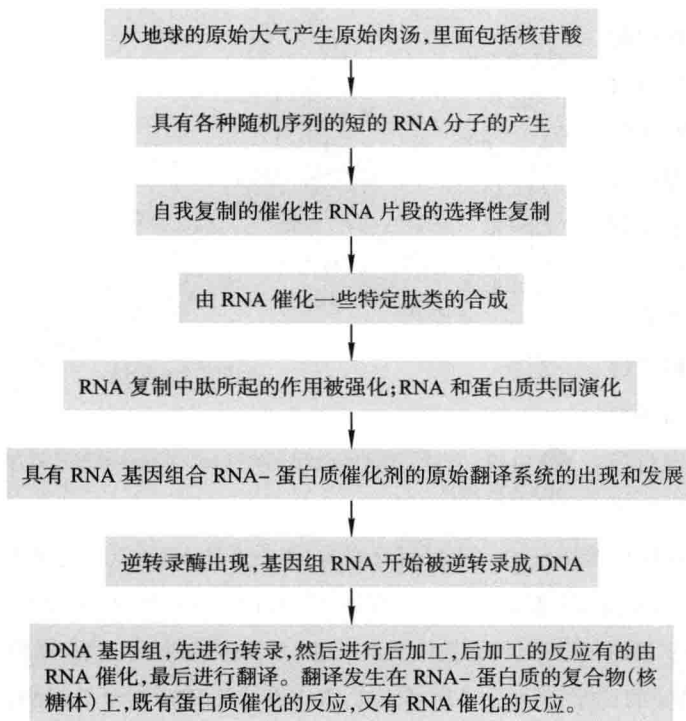 从地球的原始大气产生原始肉汤,里面包括核苷酸
具有各种随机序列的短的 RNA 分子的产生
自我复制的催化性 RNA 片段的选择性复制
由 RNA 催化一些特定肽类的合成
RNA 复制中肽所起的作用被强化;RNA 和蛋白质共同演化
具有 RNA 基因组合 RNA- 蛋白质催化剂的原始翻译系统的出现和发展
逆转录酶出现,基因组 RNA 开始被逆转录成 DNA
DNA 基因组,先进行转录,然后进行后加工,后加工的反应有的由
RNA 催化,最后进行翻译。翻译发生在 RNA- 蛋白质的复合物(核
糖体)上,既有蛋白质催化的反应,又有 RNA 催化的反应。